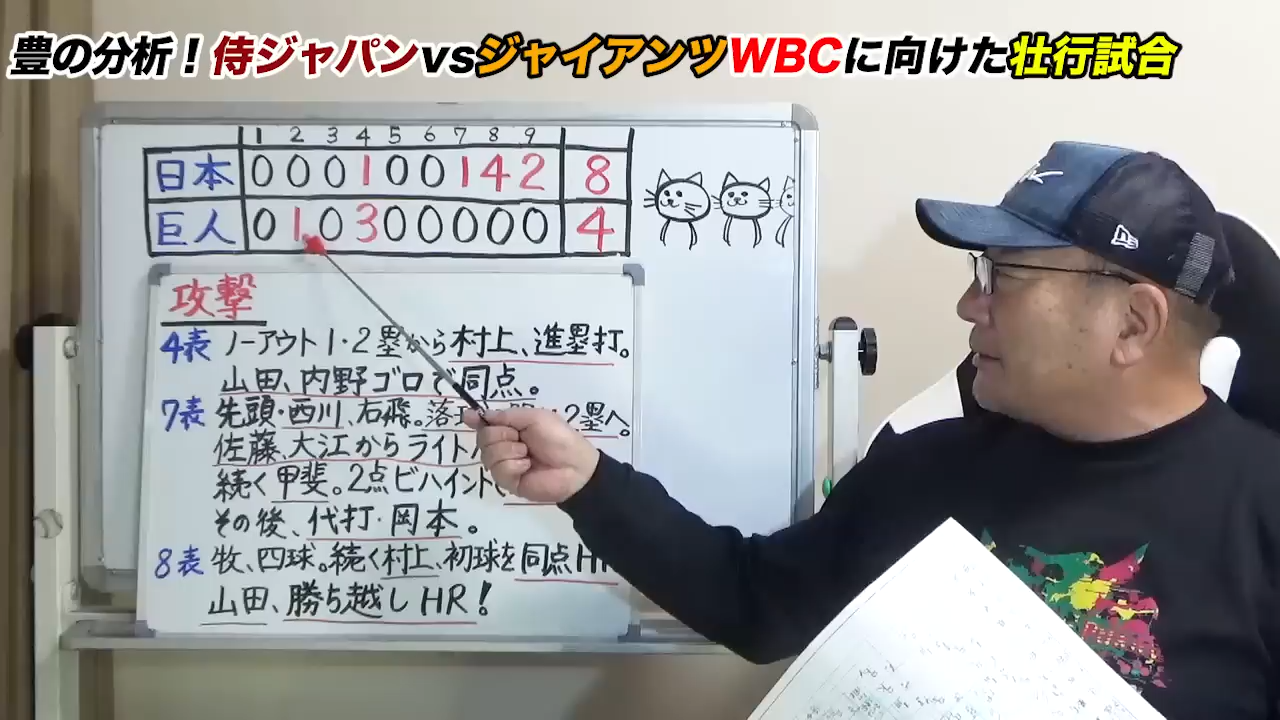 豊の分析!侍ジャパンvsジャイアンツWBCに向けた壮行試合
1 2 3 4 5 6 7 8 9
日本 0 0 0 1 0 0 1 4 2 8
巨人 0 1 0 3 0 0 0 0 0 4
攻撃
4表 ノーアウト1・2塁から村上、進塁打。
山田、内野ゴロで同点。
7表 先頭・西川、右飛。落 2塁へ。
佐藤、大江からライト
続く甲斐。2点ビハインド
その後、代打・岡本。
8表 牧、四球。続く村上、初球を同点HR
山田、勝ち越しHR!
PUMA